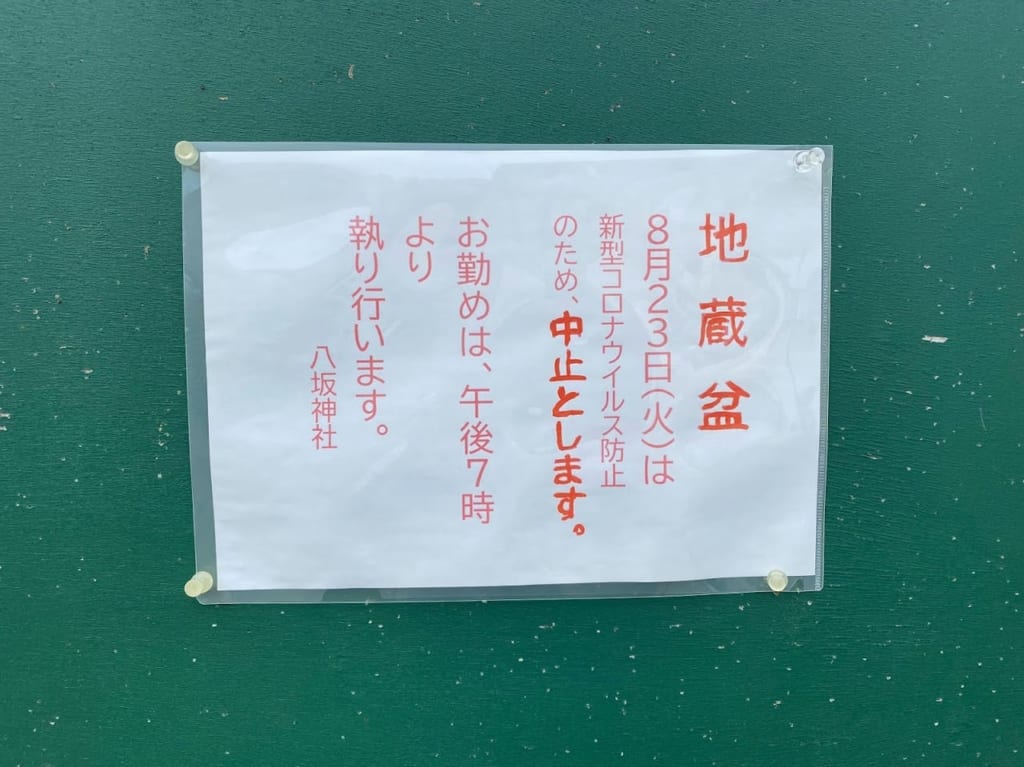 地蔵盆
8月23日(火)は
新型コロナウイルス防止
のため、中止とします。
お勤めは、午後7時
より
執り行います。
八坂神社